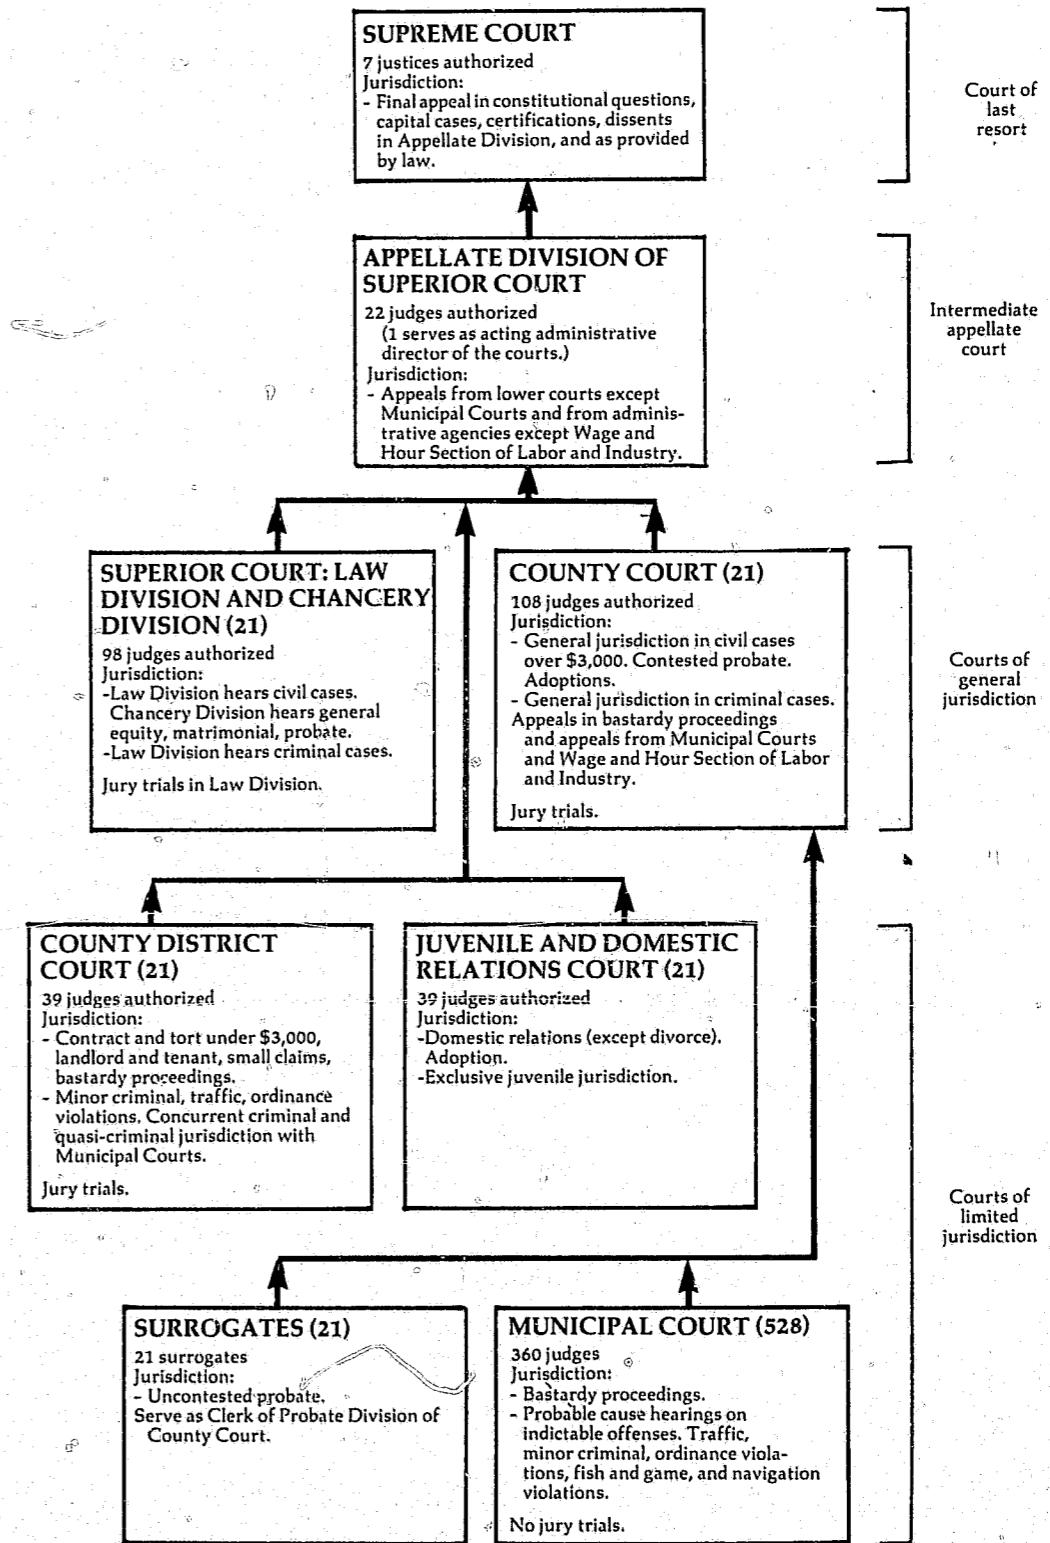 SUPREME COURT
7 justices authorized
Jurisdiction:
- Final appeal in constitutional questions,
capital cases, certifications, dissents
in Appellate Division, and as provided
by law.
Court of
last
resort
APPELLATE DIVISION OF
SUPERIOR COURT
22 judges authorized
(1 serves as acting administrative
director of the courts.)
Jurisdiction:
- Appeals from lower courts except
Municipal Courts and from adminis-
trative agencies except Wage and
Hour Section of Labor and Industry.
Intermediate
appellate
court
SUPERIOR COURT: LAW
DIVISION AND CHANCERY
DIVISION (21)
98 judges authorized
Jurisdiction:
-Law Division hears civil cases.
Chancery Division hears general
equity, matrimonial, probate.
-Law Division hears criminal cases.
Jury trials in Law Division.
COUNTY COURT (21)
108 judges authorized
Jurisdiction:
- General jurisdiction in civil cases
over $3,000. Contested probate.
Adoptions.
- General jurisdiction in criminal cases.
Appeals in bastardy proceedings
and appeals from Municipal Courts
and Wage and Hour Section of Labor
and Industry.
Jury trials.
Courts of
general
jurisdiction
COUNTY DISTRICT
COURT (21)
39 judges authorized
Jurisdiction:
- Contract and tort under $3,000,
landlord and tenant, small claims,
bastardy proceedings.
- Minor criminal, traffic, ordinance
violations. Concurrent criminal and
quasi-criminal jurisdiction with
Municipal Courts.
Jury trials.
JUVENILE AND DOMESTIC
RELATIONS COURT (21)
39 judges authorized
Jurisdiction:
-Domestic relations (except divorce).
Adoption.
-Exclusive juvenile jurisdiction.
Courts of
limited
jurisdiction
SURROGATES (21)
21 surrogates
Jurisdiction:
- Uncontested probate.
Serve as Clerk of Probate Division of
County Court.
MUNICIPAL COURT (528)
360 judges
Jurisdiction:
- Bastardy proceedings.
- Probable cause hearings on
indictable offenses. Traffic,
minor criminal, ordinance viola-
tions, fish and game, and navigation
violations.
No jury trials.